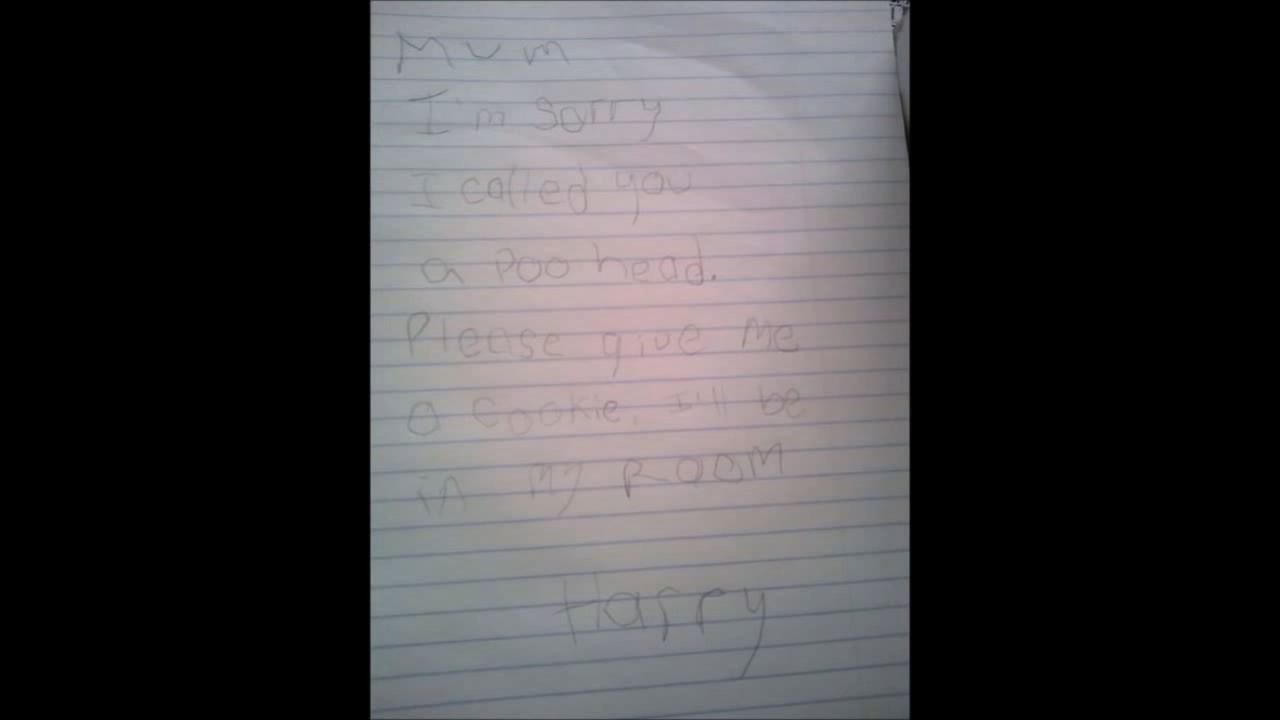 Mum
I'm Sorry
I called you
a Poo head.
Please give Me
a Cookie. I'll be
in my ROOM
Harry